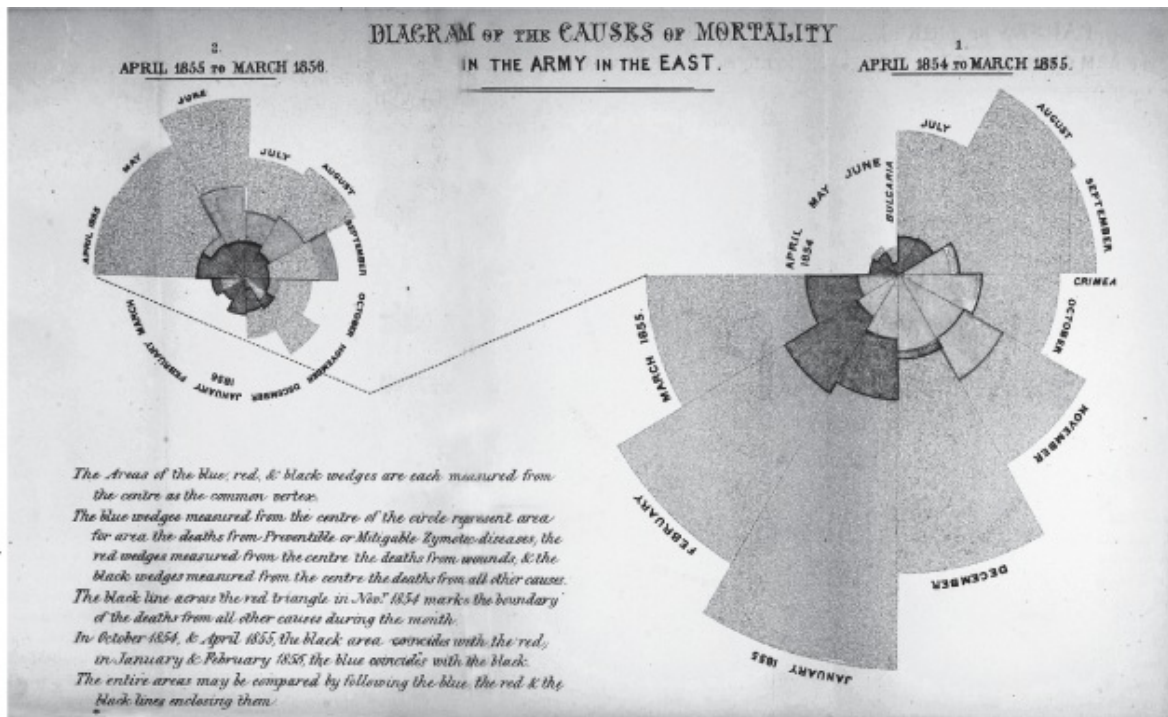 DIAGRAM OF THE CAUSES OF MORTALITY
IN THE ARMY IN THE EAST.
2.
APRIL 1855 TO MARCH 1856.
1.
APRIL 1854 TO MARCH 1855.
JUNE
JULY
AUGUST
SEPTEMBER
OCTOBER
NOVEMBER
DECEMBER
1856
JANUARY
FEBRUARY
MARCH
APRIL 1855
MAY
APRIL
1854
MAY
JUNE
BULGARIA
JULY
AUGUST
SEPTEMBER
CRIMEA
OCTOBER
NOVEMBER
DECEMBER
JANUARY 1855
FEBRUARY
MARCH 1855.
The Areas of the blue, red, & black wedges are each measured from
the centre as the common vertex.
The blue wedges measured from the centre of the circle represent area
for area the deaths from Preventible or Mitigable Zymotic diseases, the
red wedges measured from the centre the deaths from wounds, & the
black wedges measured from the centre the deaths from all other causes.
The black line across the red triangle in Novr. 1854 marks the boundary
of the deaths from all other causes during the month.
In October 1854, & April 1855, the black area coincides with the red,
in January & February 1856, the blue coincides with the black.
The entire areas may be compared by following the blue, the red & the
black lines enclosing them.